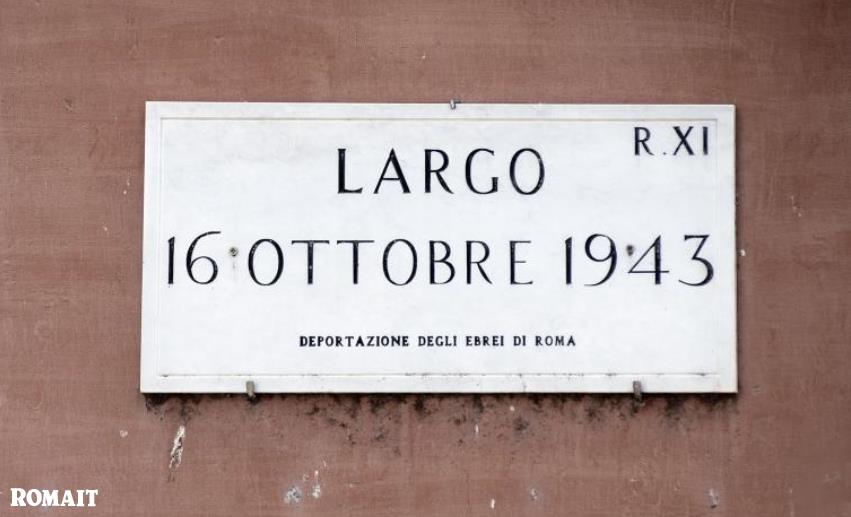 R.XI
LARGO
16 OTTOBRE 1943
DEPORTAZIONE DEGLI EBREI DI ROMA
ROMAIT